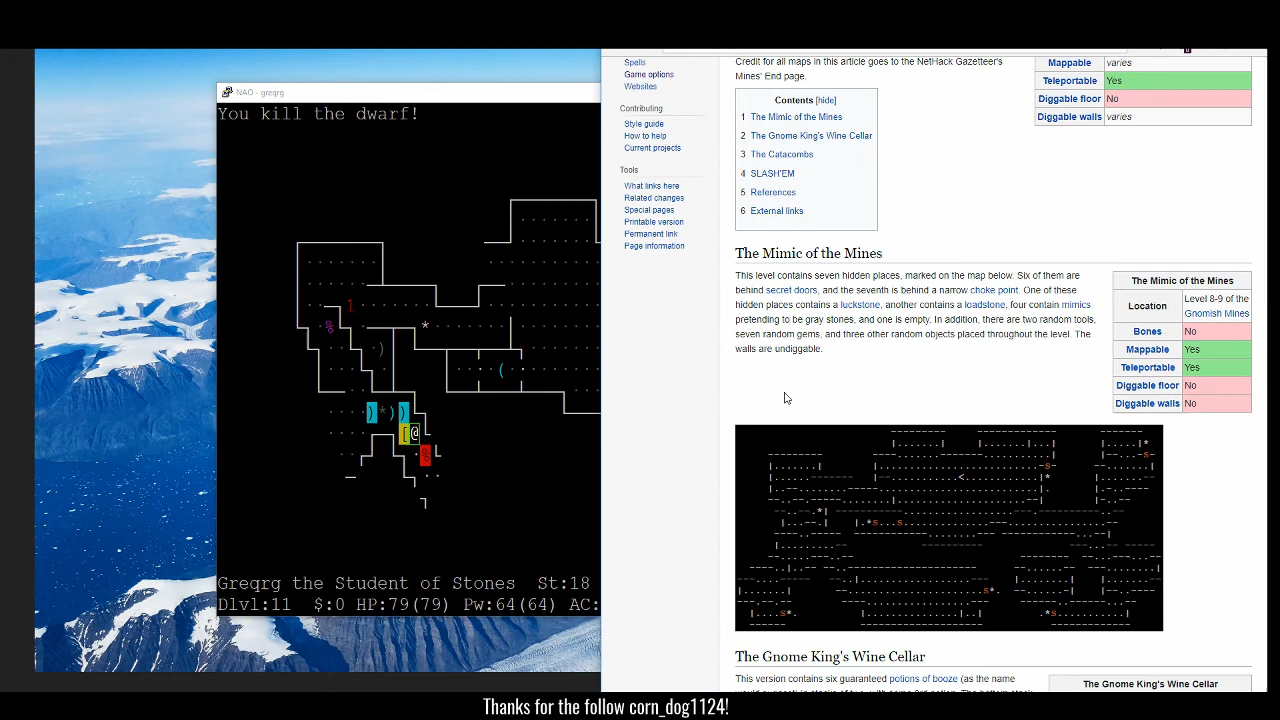 NAO - greqrg
You kill the dwarf!
Greqrg the Student of Stones St:18
Dlvl:11 $:0 HP:79(79) Pw:64(64) AC:
Spells
Game options
Websites
Contributing
Style guide
How to help
Current projects
Tools
What links here
Related changes
Special pages
Printable version
Permanent link
Page information
Credit for all maps in this article goes to the NetHack Gazetteer's
Mines' End page.
Contents [hide]
1 The Mimic of the Mines
2 The Gnome King's Wine Cellar
3 The Catacombs
4 SLASH'EM
5 References
6 External links
Mappable varies
Teleportable Yes
Diggable floor No
Diggable walls varies
The Mimic of the Mines
This level contains seven hidden places, marked on the map below. Six of them are
behind secret doors, and the seventh is behind a narrow choke point. One of these
hidden places contains a luckstone, another contains a loadstone, four contain mimics
pretending to be gray stones, and one is empty. In addition, there are two random tools,
seven random gems, and three other random objects placed throughout the level. The
walls are undiggable.
The Mimic of the Mines
Location Level 8-9 of the
Gnomish Mines
Bones No
Mappable Yes
Teleportable Yes
Diggable floor No
Diggable walls No
The Gnome King's Wine Cellar
This version contains six guaranteed potions of booze (as the name
The Gnome King's Wine Cellar
Thanks for the follow corn_dog1124!